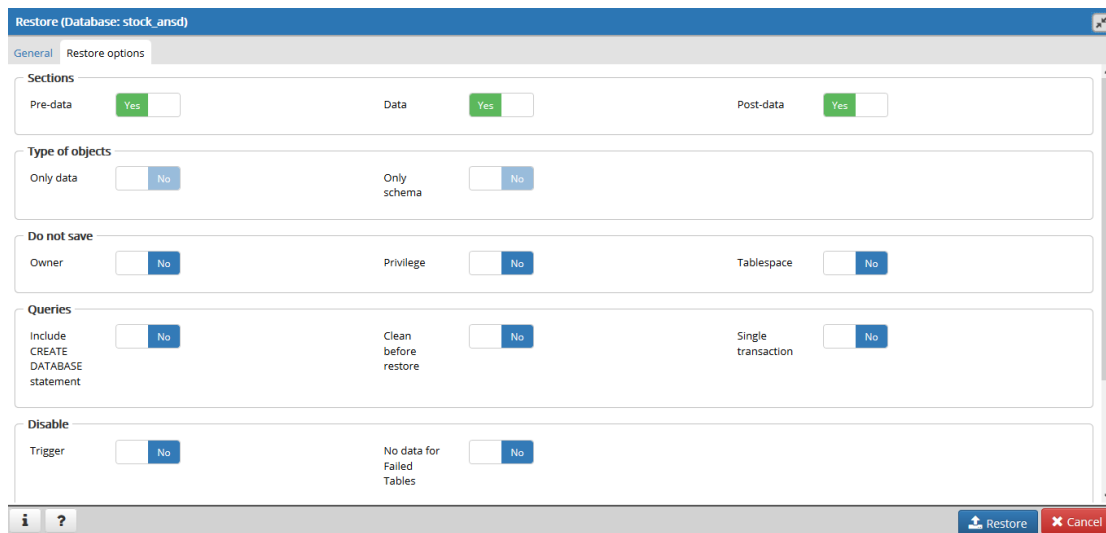 Restore (Database: stock_ansd)
General Restore options
Sections
Pre-data Yes Data Yes Post-data Yes
Type of objects
Only data No Only schema No
Do not save
Owner No Privilege No Tablespace No
Queries
Include CREATE DATABASE statement No Clean before restore No Single transaction No
Disable
Trigger No No data for Failed Tables No
i ? Restore Cancel